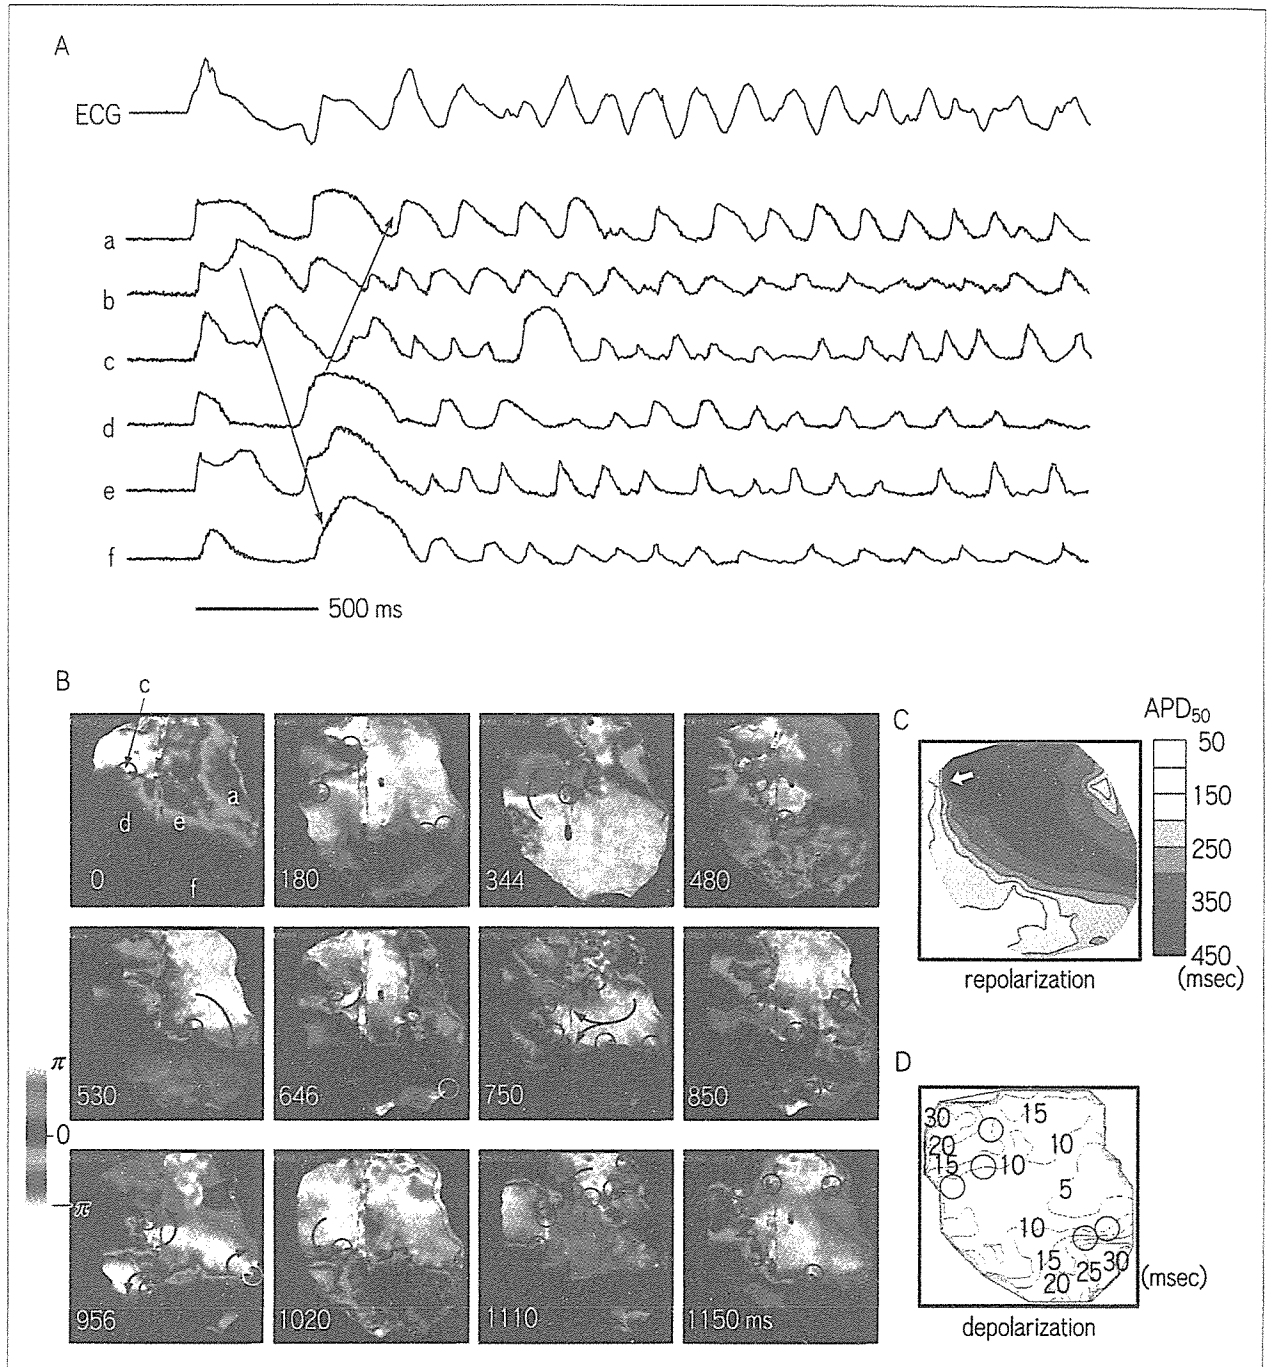 A
ECG
a
b
c
d
e
f
500 ms
B
c
a
d
e
f
0
180
344
480
530
646
750
850
956
1020
1110
1150 ms
π
0
-π
C
APD50
50
150
250
350
450
(msec)
repolarization
D
30
15
20
10
15
10
5
10
15
30
25
20
(msec)
depolarization